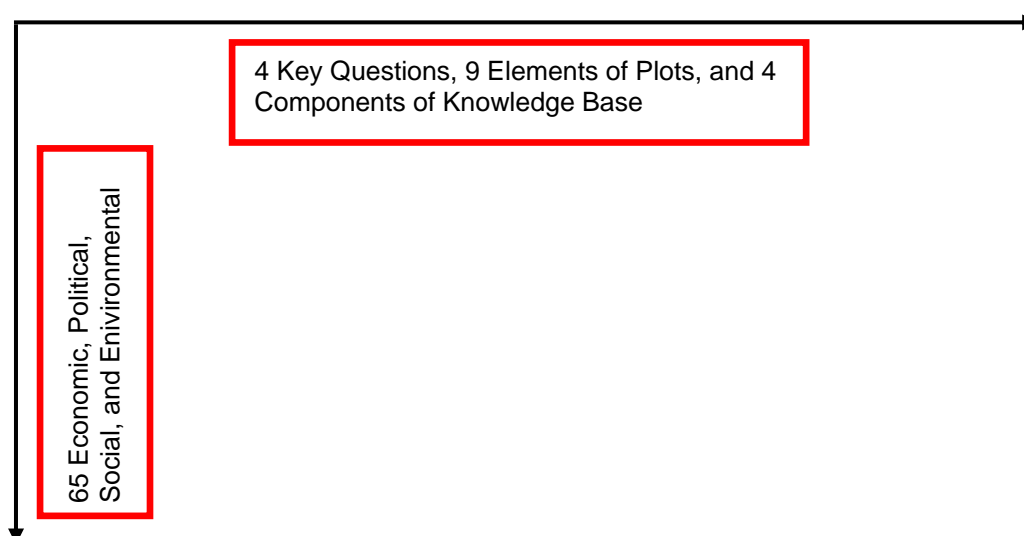 4 Key Questions, 9 Elements of Plots, and 4
Components of Knowledge Base
65 Economic, Political,
Social, and Enivironmental